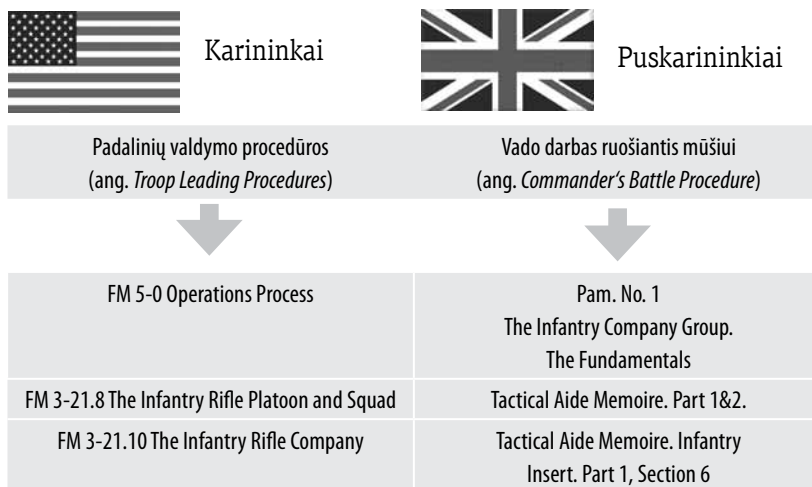 Karininkai
Puskarininkiai
Padalinių valdymo procedūros
(ang. Troop Leading Procedures)
Vado darbas ruošiantis mūšiui
(ang. Commander‘s Battle Procedure)
FM 5-0 Operations Process
Pam. No. 1
The Infantry Company Group.
The Fundamentals
FM 3-21.8 The Infantry Rifle Platoon and Squad
Tactical Aide Memoire. Part 1&2.
FM 3-21.10 The Infantry Rifle Company
Tactical Aide Memoire. Infantry
Insert. Part 1, Section 6